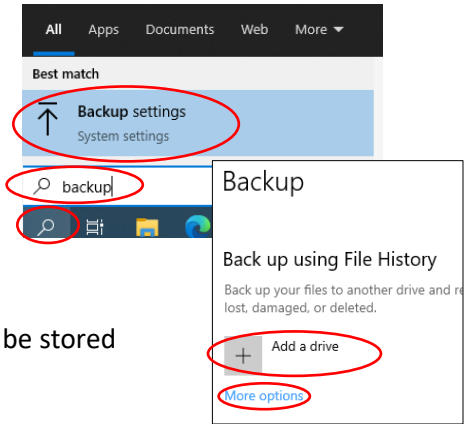 All Apps Documents Web More
Best match
Backup settings
System settings
backup
Backup
Back up using File History
Back up your files to another drive and re
lost, damaged, or deleted.
be stored
Add a drive
More options